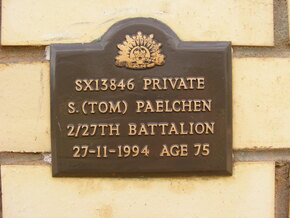 SX13846 PRIVATE
S.(TOM) PAELCHEN
2/27TH BATTALION
27-11-1994 AGE 75